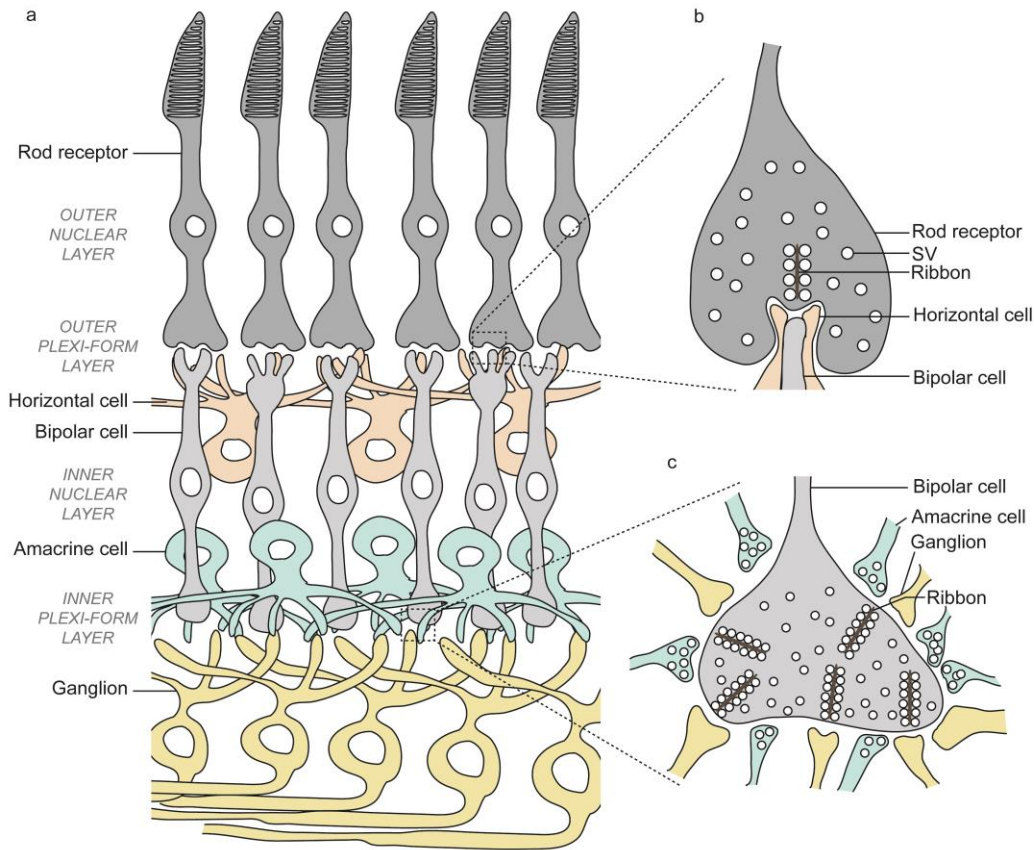 a
Rod receptor
OUTER
NUCLEAR
LAYER
OUTER
PLEXI-FORM
LAYER
Horizontal cell
Bipolar cell
INNER
NUCLEAR
LAYER
Amacrine cell
INNER
PLEXI-FORM
LAYER
Ganglion
b
Rod receptor
SV
Ribbon
Horizontal cell
Bipolar cell
c
Bipolar cell
Amacrine cell
Ganglion
Ribbon